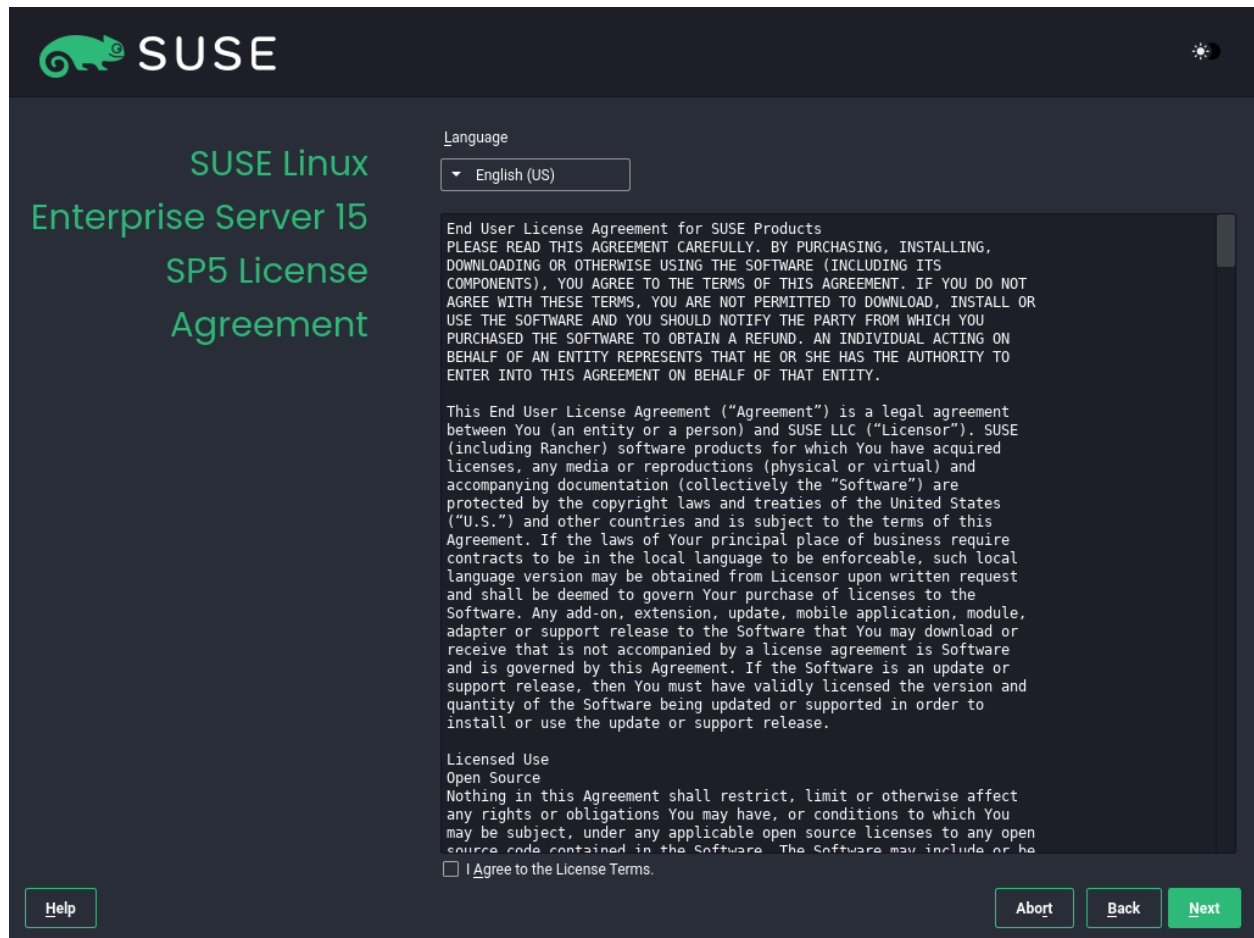 SUSE
SUSE Linux
Enterprise Server 15
SP5 License
Agreement
Language
English (US)
End User License Agreement for SUSE Products
PLEASE READ THIS AGREEMENT CAREFULLY. BY PURCHASING, INSTALLING,
DOWNLOADING OR OTHERWISE USING THE SOFTWARE (INCLUDING ITS
COMPONENTS), YOU AGREE TO THE TERMS OF THIS AGREEMENT. IF YOU DO NOT
AGREE WITH THESE TERMS, YOU ARE NOT PERMITTED TO DOWNLOAD, INSTALL OR
USE THE SOFTWARE AND YOU SHOULD NOTIFY THE PARTY FROM WHICH YOU
PURCHASED THE SOFTWARE TO OBTAIN A REFUND. AN INDIVIDUAL ACTING ON
BEHALF OF AN ENTITY REPRESENTS THAT HE OR SHE HAS THE AUTHORITY TO
ENTER INTO THIS AGREEMENT ON BEHALF OF THAT ENTITY.
This End User License Agreement (“Agreement”) is a legal agreement
between You (an entity or a person) and SUSE LLC (“Licensor”). SUSE
(including Rancher) software products for which You have acquired
licenses, any media or reproductions (physical or virtual) and
accompanying documentation (collectively the “Software”) are
protected by the copyright laws and treaties of the United States
(“U.S.”) and other countries and is subject to the terms of this
Agreement. If the laws of Your principal place of business require
contracts to be in the local language to be enforceable, such local
language version may be obtained from Licensor upon written request
and shall be deemed to govern Your purchase of licenses to the
Software. Any add-on, extension, update, mobile application, module,
adapter or support release to the Software that You may download or
receive that is not accompanied by a license agreement is Software
and is governed by this Agreement. If the Software is an update or
support release, then You must have validly licensed the version and
quantity of the Software being updated or supported in order to
install or use the update or support release.
Licensed Use
Open Source
Nothing in this Agreement shall restrict, limit or otherwise affect
any rights or obligations You may have, or conditions to which You
may be subject, under any applicable open source licenses to any open
source code contained in the Software. The Software may include or be
I Agree to the License Terms.
Help
Abort
Back
Next